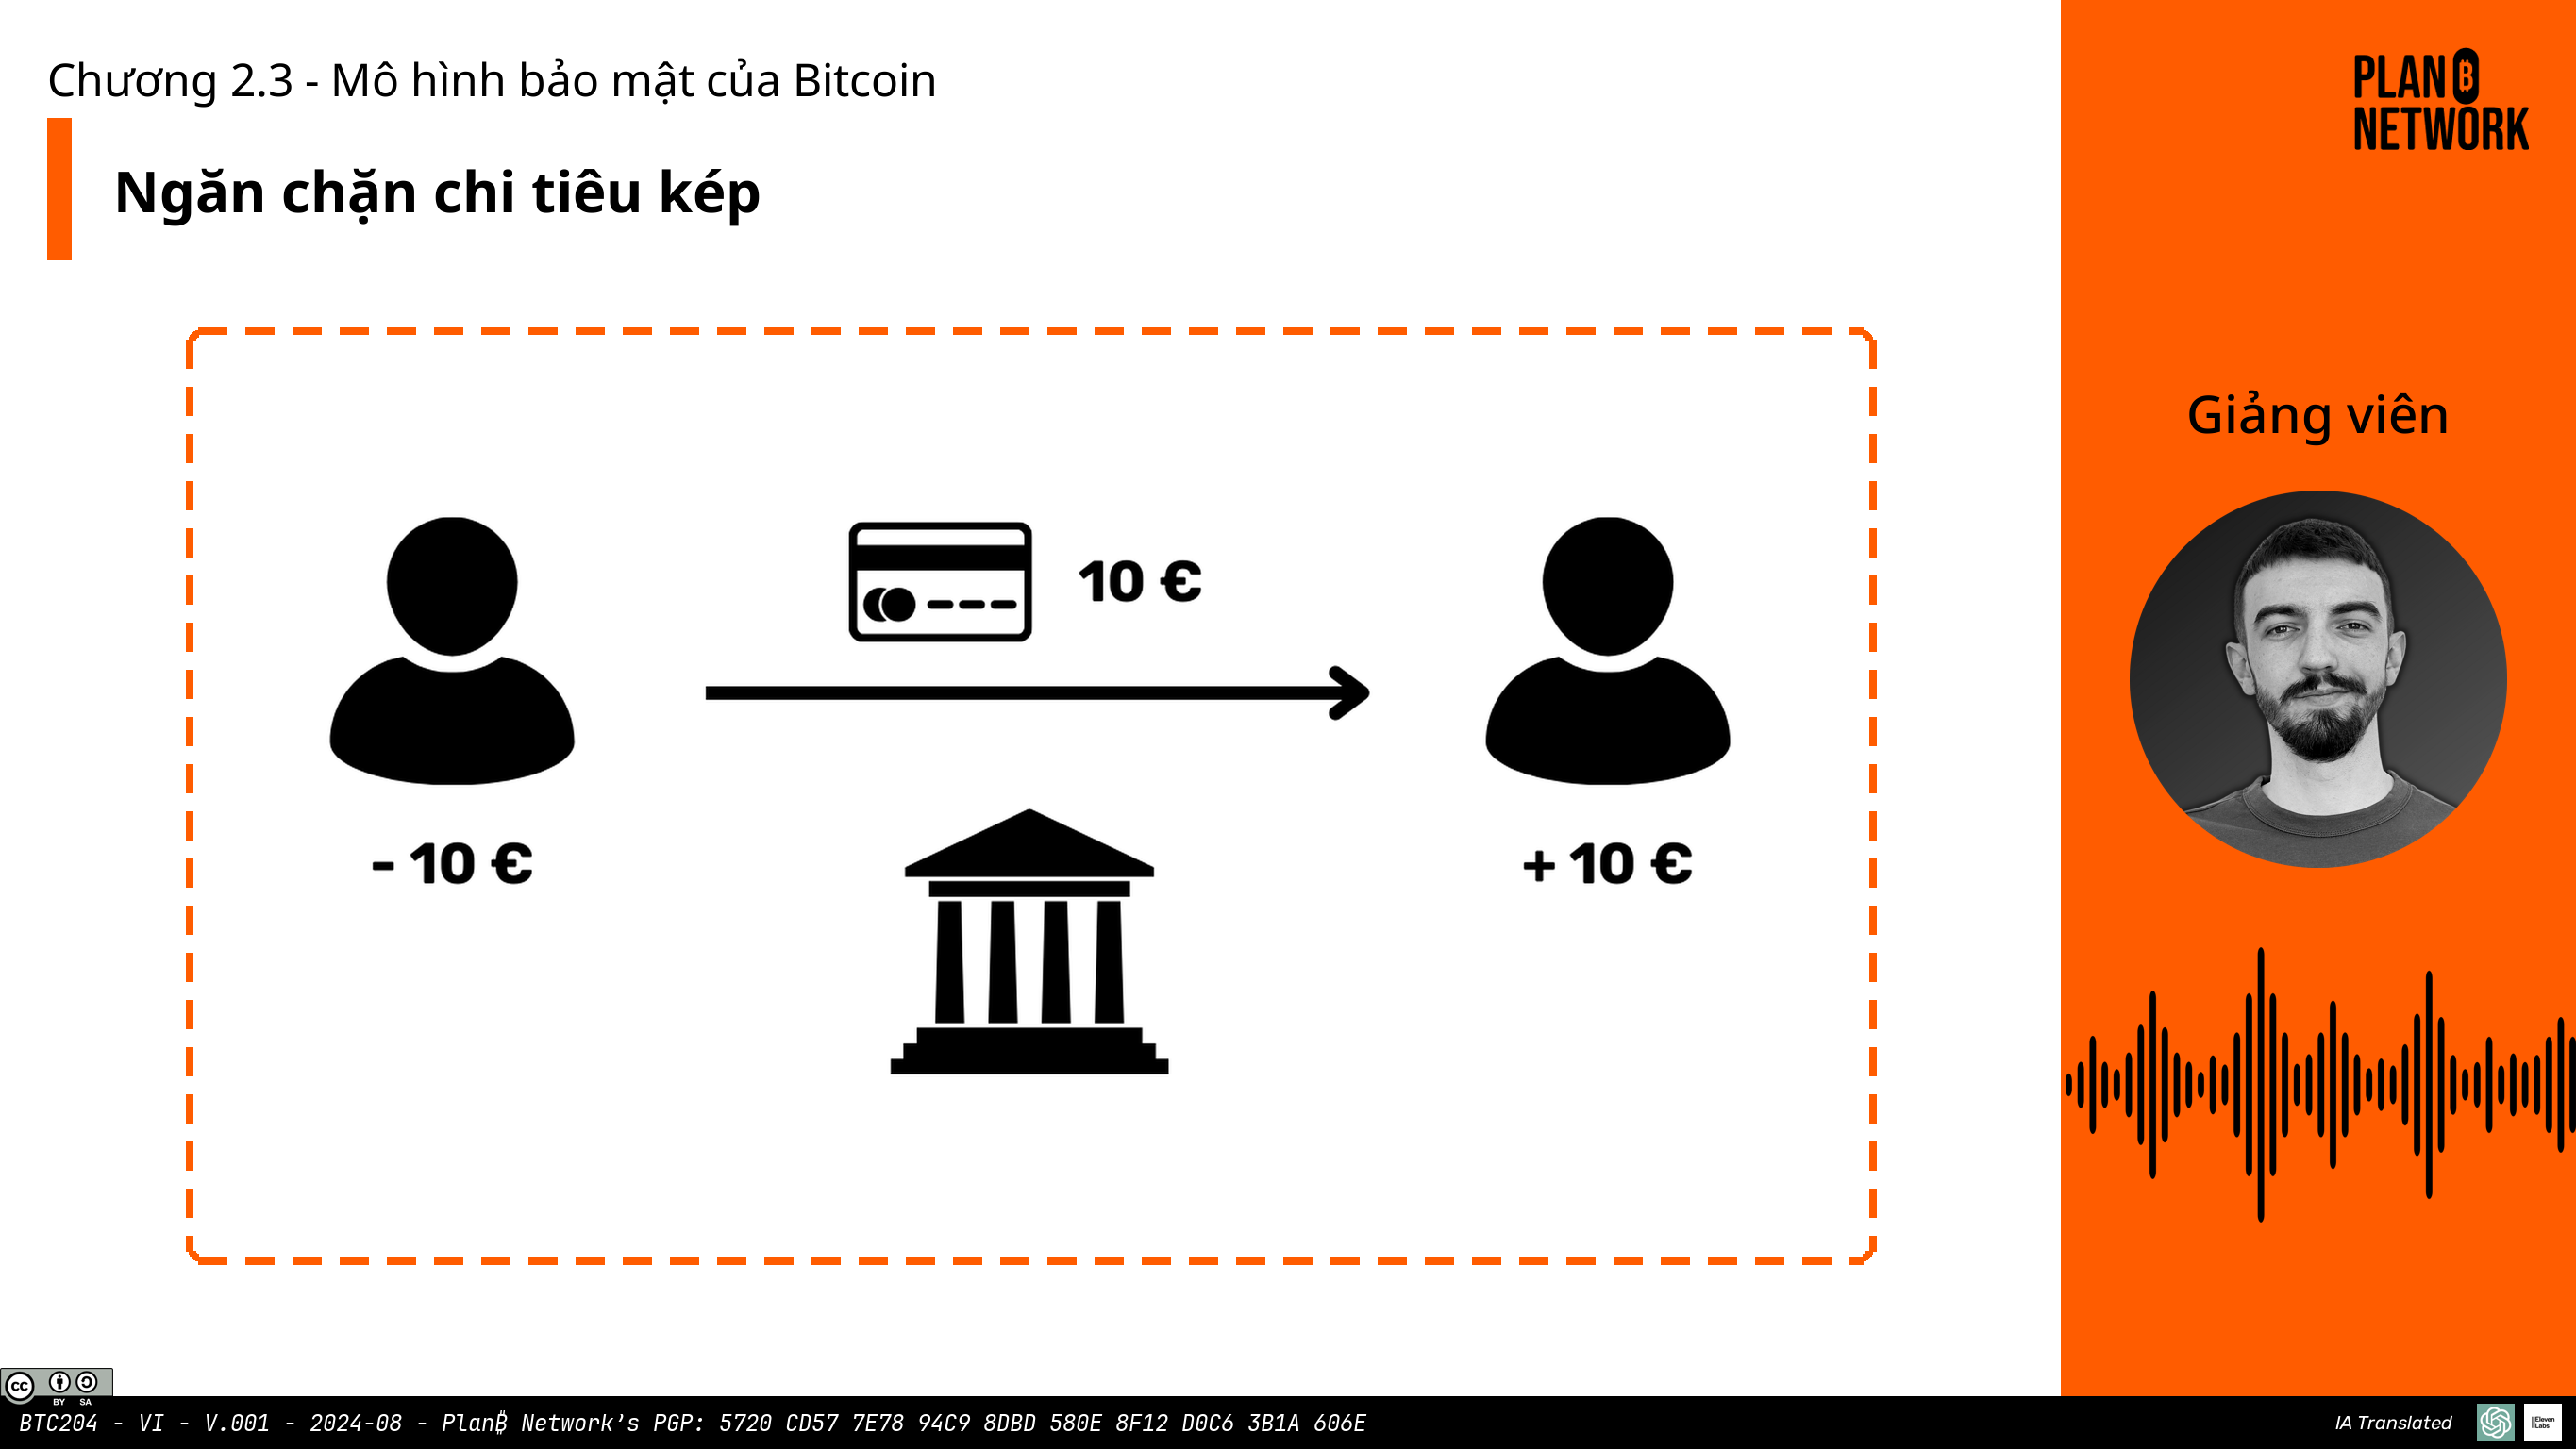 Chương 2.3 - Mô hình bảo mật của Bitcoin
Ngăn chặn chi tiêu kép
PLAN ₿
NETWORK
Giảng viên
10 €
- 10 €
+ 10 €
cc
BY SA
BTC204 - VI - V.001 - 2024-08 - Plan₿ Network's PGP: 5720 CD57 7E78 94C9 8DBD 580E 8F12 D0C6 3B1A 606E
IA Translated
ElevenLabs